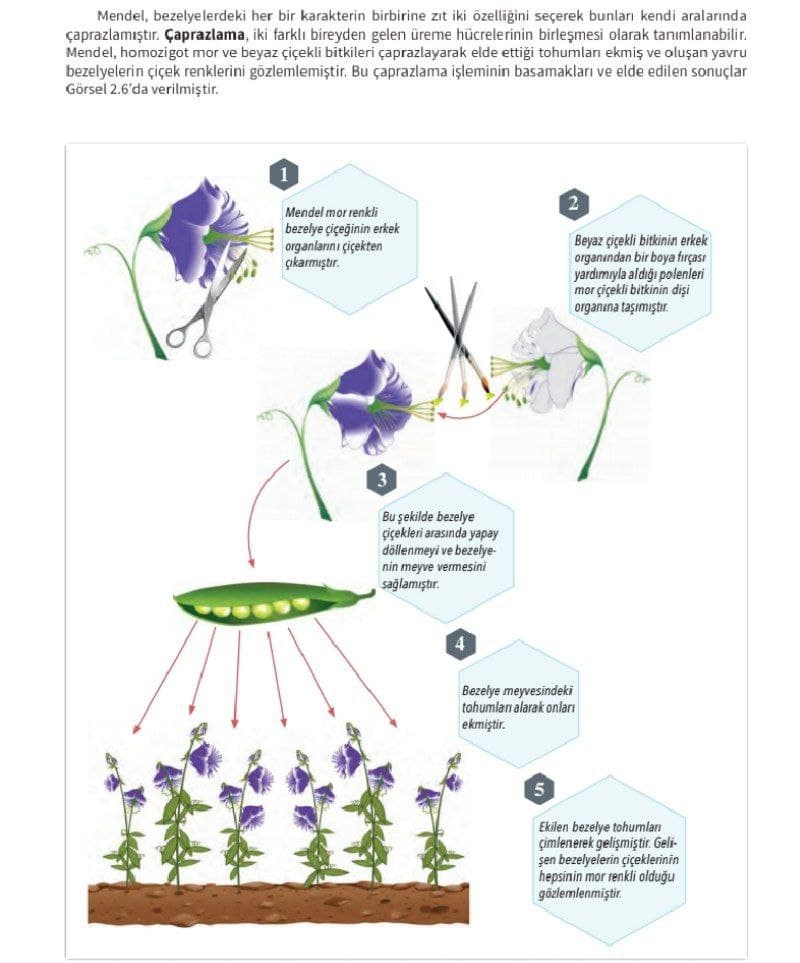 Mendel, bezelyelerdeki her bir karakterin birbirine zıt iki özelliğini seçerek bunları kendi aralarında
çaprazlamıştır. Çaprazlama, iki farklı bireyden gelen üreme hücrelerinin birleşmesi olarak tanımlanabilir.
Mendel, homozigot mor ve beyaz çiçekli bitkileri çaprazlayarak elde ettiği tohumları ekmiş ve oluşan yavru
bezelyelerin çiçek renklerini gözlemlemiştir. Bu çaprazlama işleminin basamakları ve elde edilen sonuçlar
Görsel 2.6'da verilmiştir.
1
Mendel mor renkli
bezelye çiçeğinin erkek
organlarını çiçekten
çıkarmıştır.
2
Beyaz çiçekli bitkinin erkek
organından bir boya fırçası
yardımıyla aldığı polenleri
mor çiçekli bitkinin dişi
organına taşımıştır.
3
Bu şekilde bezelye
çiçekleri arasında yapay
döllenmeyi ve bezelye-
nin meyve vermesini
sağlamıştır.
4
Bezelye meyvesindeki
tohumları alarak onları
ekmiştir.
5
Ekilen bezelye tohumları
çimlenerek gelişmiştir. Geli-
şen bezelyelerin çiçeklerinin
hepsinin mor renkli olduğu
gözlemlenmiştir.